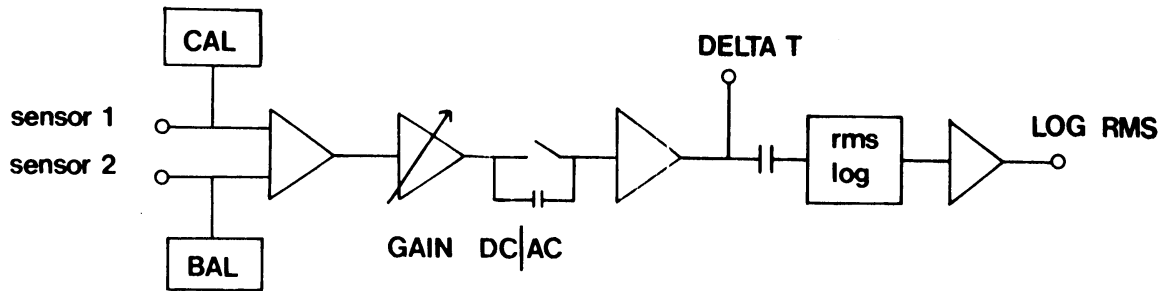 CAL
DELTA T
sensor 1
sensor 2
rms
log
LOG RMS
GAIN DC|AC
BAL